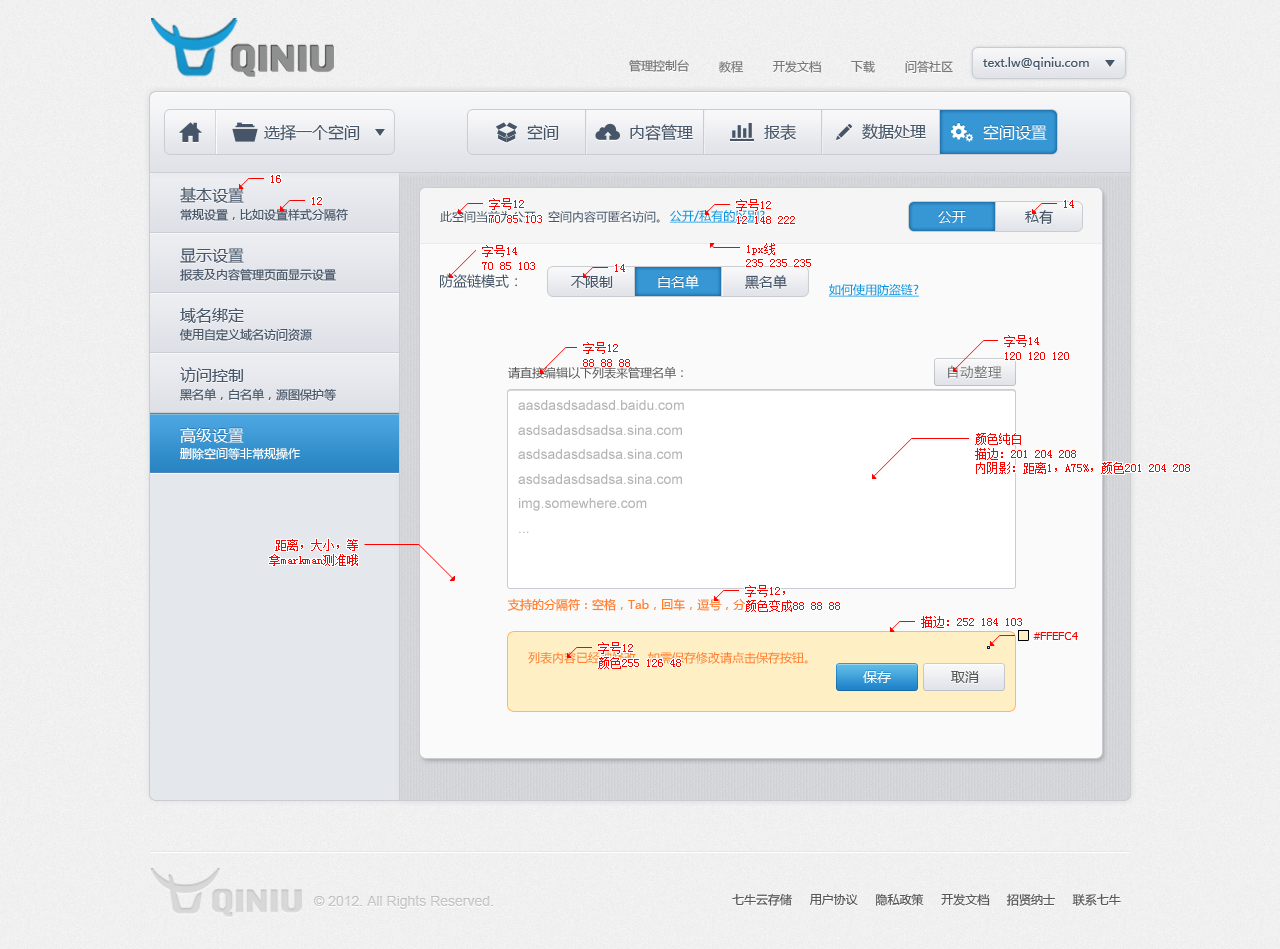 QINIU
管理控制台 教程 开发文档 下载 问答社区 text.lw@qiniu.com
选择一个空间 空间 内容管理 报表 数据处理 空间设置
基本设置
16
常规设置，比如设置样式分隔符
12
显示设置
报表及内容管理页面显示设置
域名绑定
使用自定义域名访问资源
访问控制
黑名单，白名单，源图保护等
高级设置
删除空间等非常规操作
此空间当前为公开，空间内容可匿名访问。 公开/私有的区别?
字号12
70 85 103
字号12
12 148 222
公开 私有
14
1px线
235 235 235
字号14
70 85 103
防盗链模式： 不限制 白名单 黑名单 如何使用防盗链?
14
字号12
88 88 88
请直接编辑以下列表来管理名单：
字号14
120 120 120
自动整理
aasdasdsadasd.baidu.com
asdsadasdsadsa.sina.com
asdsadasdsadsa.sina.com
asdsadasdsadsa.sina.com
img.somewhere.com
...
颜色纯白
描边：201 204 208
内阴影：距离1，A75%，颜色201 204 208
距离，大小，等
拿markman测准哦
支持的分隔符：空格，Tab，回车，逗号，分
字号12，
颜色变成88 88 88
描边：252 184 103
#FFEFC4
列表内容已经 如需保存修改请点击保存按钮。
字号12
颜色255 126 48
保存 取消
QINIU © 2012. All Rights Reserved.
七牛云存储 用户协议 隐私政策 开发文档 招贤纳士 联系七牛